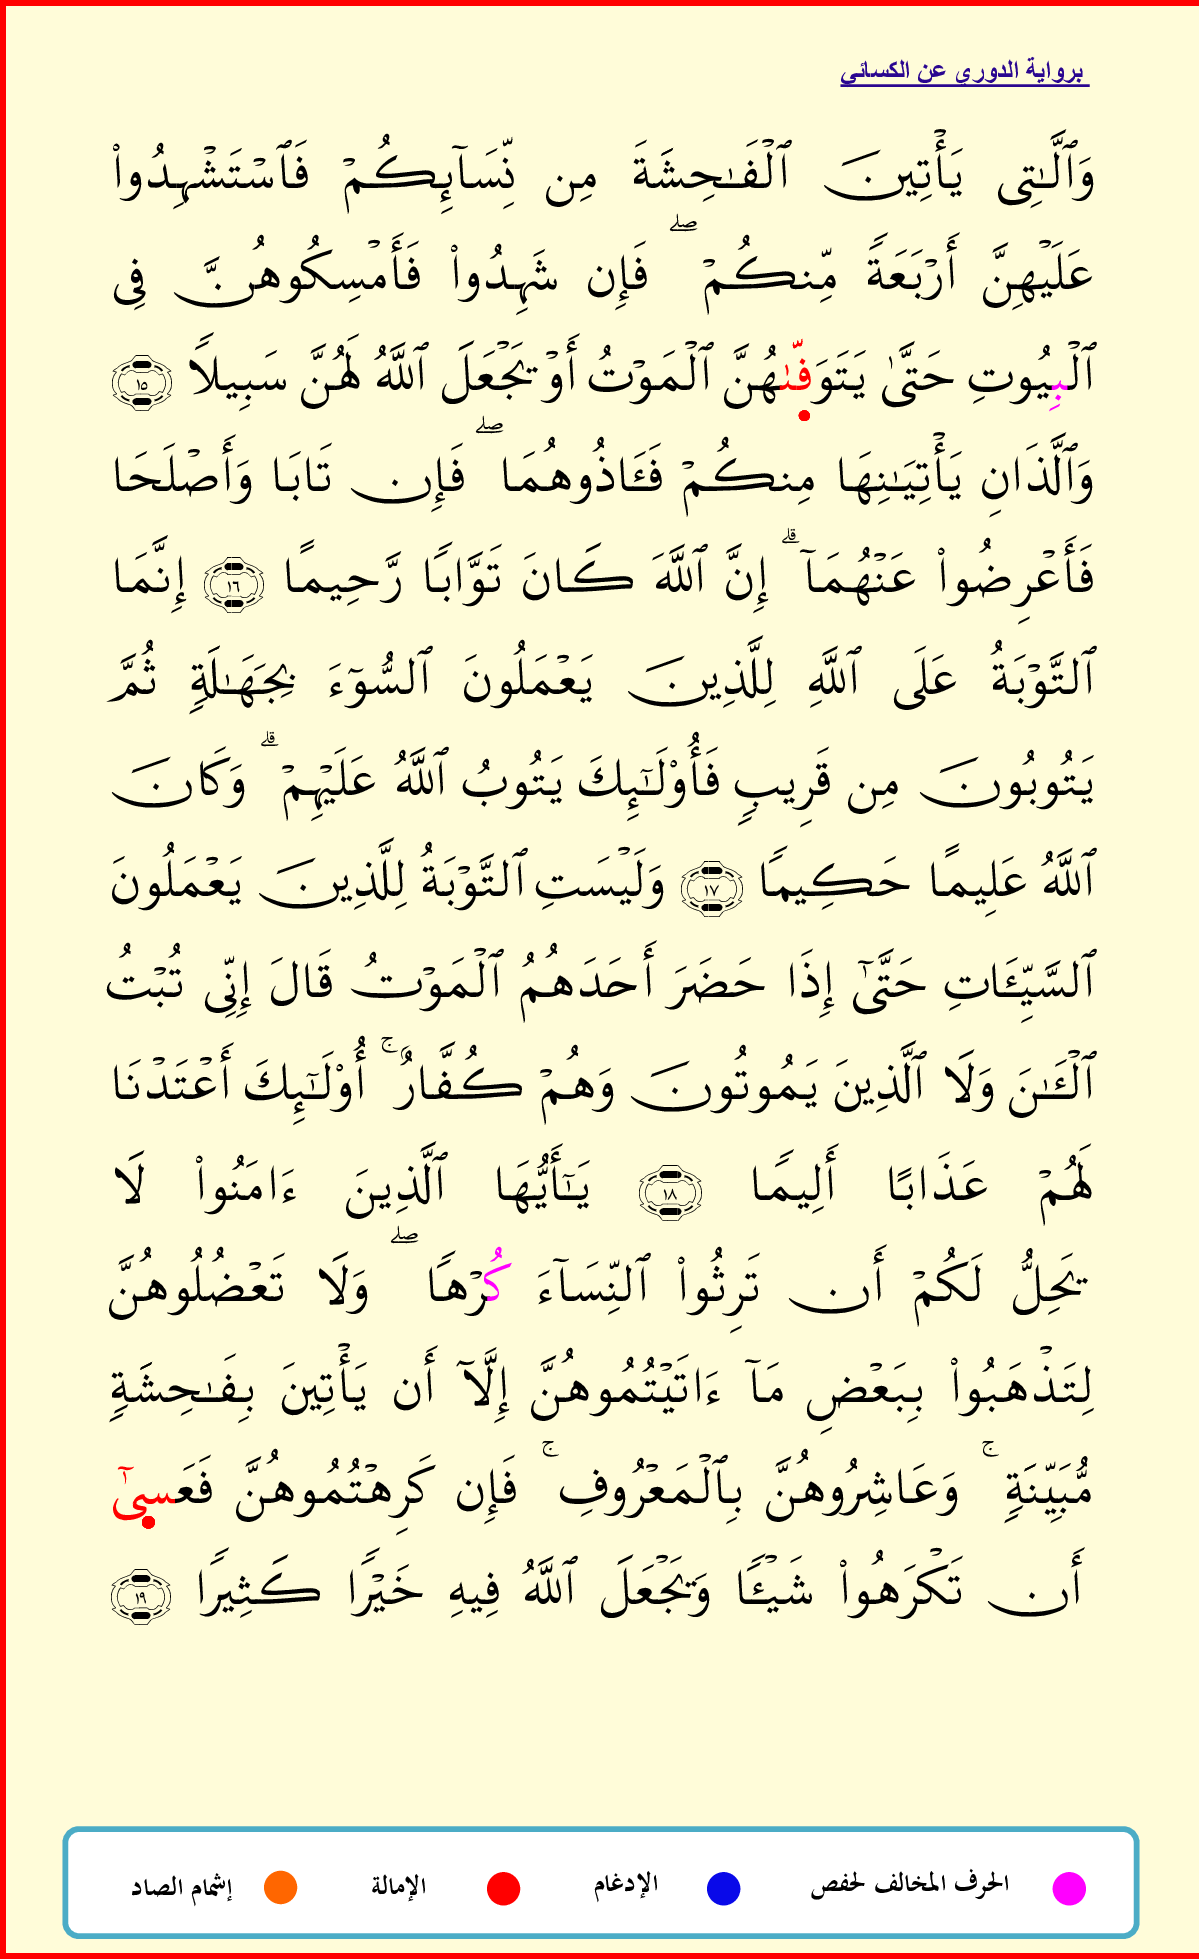 برواية الدوري عن الكسائي
وَٱلَّٰتِى يَأۡتِينَ ٱلۡفَٰحِشَةَ مِن نِّسَآئِكُمۡ فَٱسۡتَشۡهِدُواْ
عَلَيۡهِنَّ أَرۡبَعَةً مِّنكُمۡۖ فَإِن شَهِدُواْ فَأَمۡسِكُوهُنَّ فِى
ٱلۡبِيُوتِ حَتَّىٰ يَتَوَفّىٰهُنَّ ٱلۡمَوۡتُ أَوۡ يَجۡعَلَ ٱللَّهُ لَهُنَّ سَبِيلاً ١٥
وَٱلَّذَانِ يَأۡتِيَٰنِهَا مِنكُمۡ فَـَٔاذُوهُمَاۖ فَإِن تَابَا وَأَصۡلَحَا
فَأَعۡرِضُواْ عَنۡهُمَآۗ إِنَّ ٱللَّهَ كَانَ تَوَّابًا رَّحِيمًا ١٦ إِنَّمَا
ٱلتَّوۡبَةُ عَلَى ٱللَّهِ لِلَّذِينَ يَعۡمَلُونَ ٱلسُّوٓءَ بِجَهَٰلَةٍ ثُمَّ
يَتُوبُونَ مِن قَرِيبٍ فَأُوْلَٰٓئِكَ يَتُوبُ ٱللَّهُ عَلَيۡهِمۡۗ وَكَانَ
ٱللَّهُ عَلِيمًا حَكِيمًا ١٧ وَلَيۡسَتِ ٱلتَّوۡبَةُ لِلَّذِينَ يَعۡمَلُونَ
ٱلسَّيِّـَٔاتِ حَتَّىٰٓ إِذَا حَضَرَ أَحَدَهُمُ ٱلۡمَوۡتُ قَالَ إِنِّى تُبۡتُ
ٱلۡـَٰٔنَ وَلَا ٱلَّذِينَ يَمُوتُونَ وَهُمۡ كُفَّارٌۚ أُوْلَٰٓئِكَ أَعۡتَدۡنَا
لَهُمۡ عَذَابًا أَلِيمًا ١٨ يَٰٓأَيُّهَا ٱلَّذِينَ ءَامَنُواْ لَا
يَحِلُّ لَكُمۡ أَن تَرِثُواْ ٱلنِّسَآءَ كُرۡهًاۖ وَلَا تَعۡضُلُوهُنَّ
لِتَذۡهَبُواْ بِبَعۡضِ مَآ ءَاتَيۡتُمُوهُنَّ إِلَّآ أَن يَأۡتِينَ بِفَٰحِشَةٍ
مُّبَيِّنَةٍۚ وَعَاشِرُوهُنَّ بِٱلۡمَعۡرُوفِۚ فَإِن كَرِهۡتُمُوهُنَّ فَعَسىٰٓ
أَن تَكۡرَهُواْ شَيۡـًٔا وَيَجۡعَلَ ٱللَّهُ فِيهِ خَيۡرًا كَثِيرًا ١٩
الحرف المخالف لحفص الإدغام الإمالة إشمام الصاد